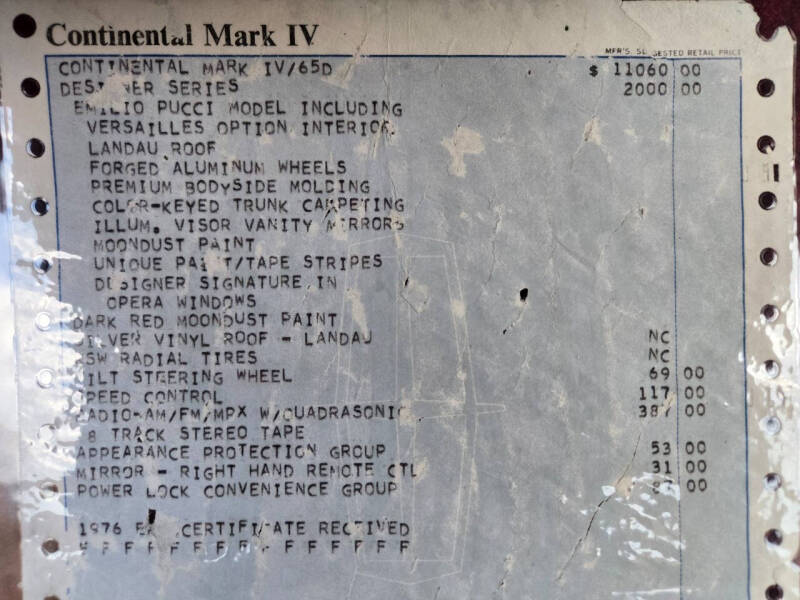 Continental Mark IV
MFR'S. SUGGESTED RETAIL PRICE
CONTINENTAL MARK IV/65D $ 11060 00
DESIGNER SERIES 2000 00
EMILIO PUCCI MODEL INCLUDING
VERSAILLES OPTION INTERIOR
LANDAU ROOF
FORGED ALUMINUM WHEELS
PREMIUM BODYSIDE MOLDING
COLOR-KEYED TRUNK CARPETING
ILLUM. VISOR VANITY MIRRORS
MOONDUST PAINT
UNIQUE PAINT/TAPE STRIPES
DESIGNER SIGNATURE IN
OPERA WINDOWS
DARK RED MOONDUST PAINT
SILVER VINYL ROOF - LANDAU NC
WSW RADIAL TIRES NC
TILT STEERING WHEEL 69 00
SPEED CONTROL 117 00
RADIO-AM/FM/MPX W/QUADRASONIC 387 00
8 TRACK STEREO TAPE
APPEARANCE PROTECTION GROUP 53 00
MIRROR - RIGHT HAND REMOTE CTL 31 00
POWER LOCK CONVENIENCE GROUP 00
1976 CERTIFICATE RECEIVED
F F F F F F F F F F F F F